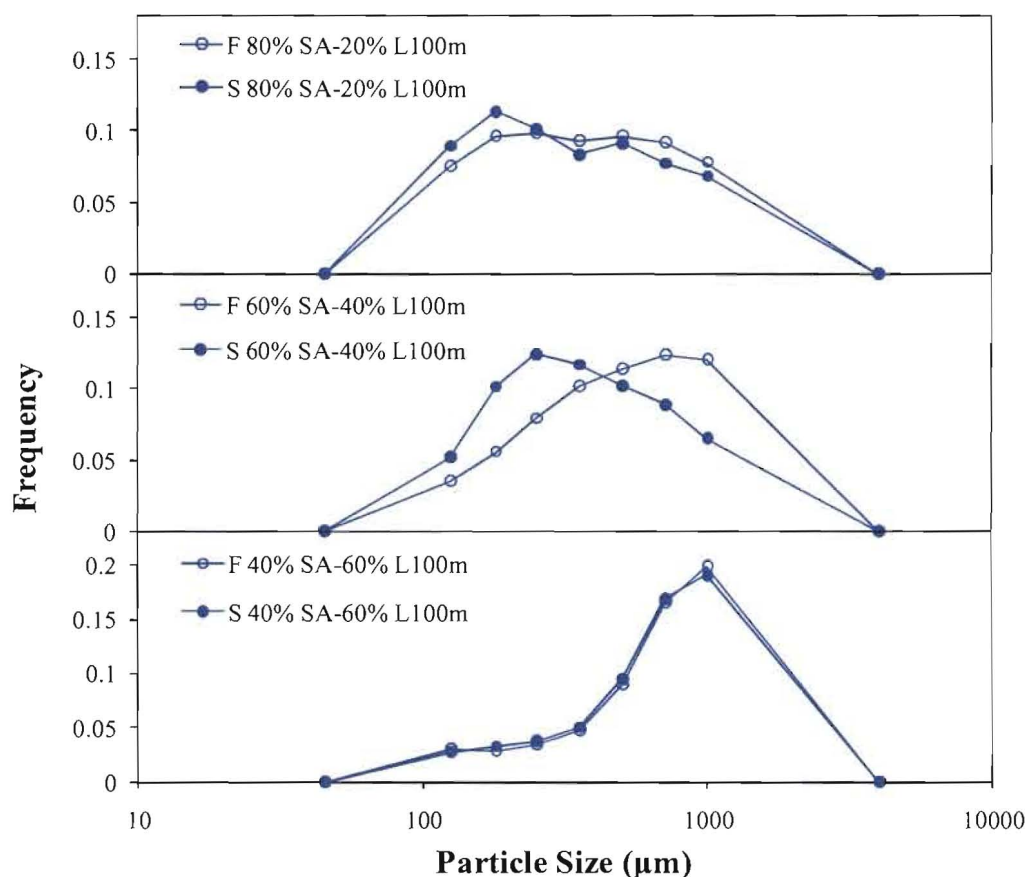 F 80% SA-20% L100m
S 80% SA-20% L100m
0.15
0.1
0.05
0
F 60% SA-40% L100m
S 60% SA-40% L100m
0.15
0.1
0.05
0
Frequency
F 40% SA-60% L100m
S 40% SA-60% L100m
0.2
0.15
0.1
0.05
0
10 100 1000 10000
Particle Size (µm)